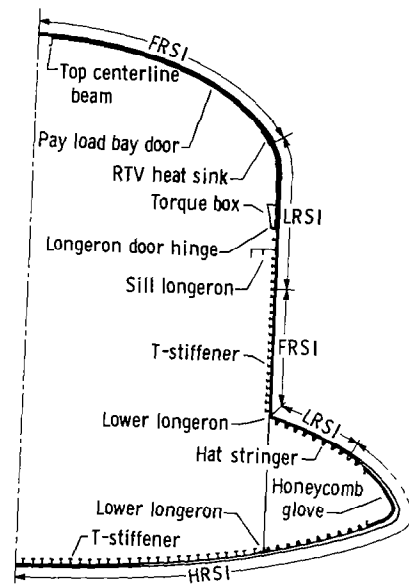 FRSI
Top centerline
beam
Pay load bay door
RTV heat sink
Torque box
LRSI
Longeron door hinge
Sill longeron
T-stiffener
FRSI
Lower longeron
LRSI
Hat stringer
Honeycomb
glove
Lower longeron
T-stiffener
HRSI